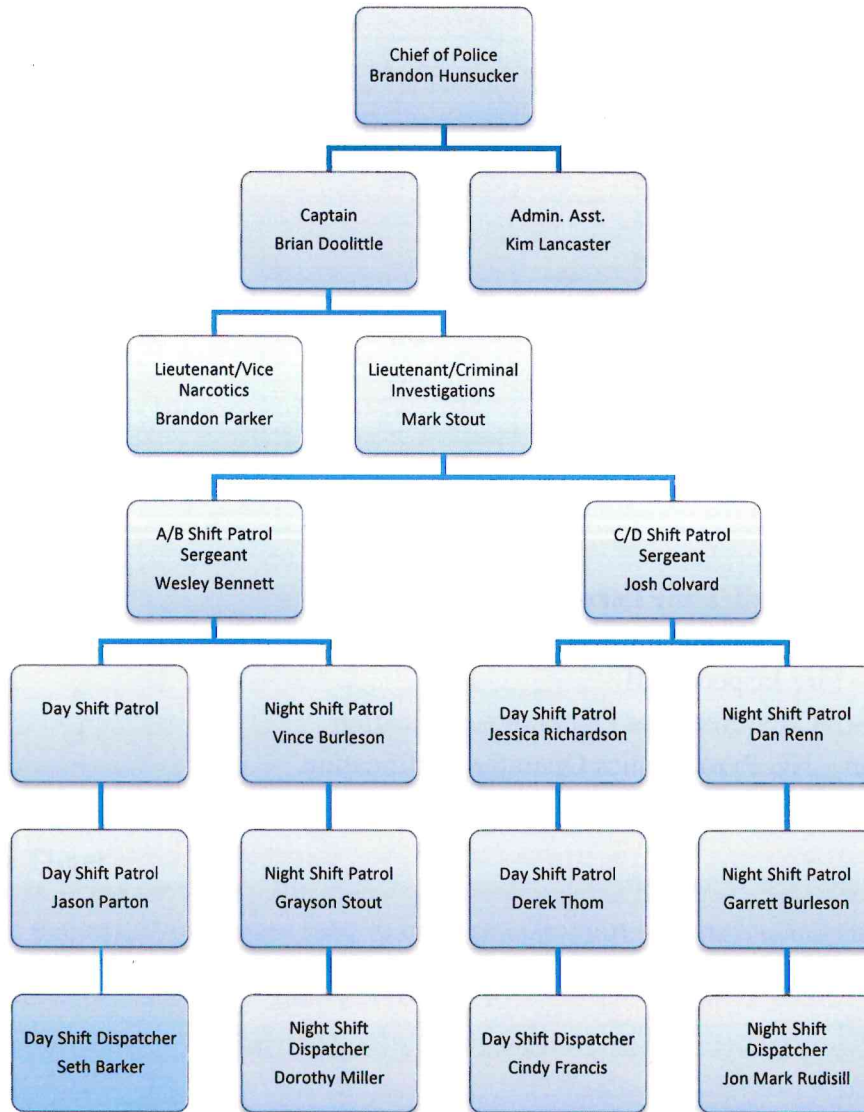 Chief of Police
Brandon Hunsucker
Captain
Brian Doolittle
Admin. Asst.
Kim Lancaster
Lieutenant/Vice
Narcotics
Brandon Parker
Lieutenant/Criminal
Investigations
Mark Stout
A/B Shift Patrol
Sergeant
Wesley Bennett
C/D Shift Patrol
Sergeant
Josh Colvard
Day Shift Patrol
Night Shift Patrol
Vince Burleson
Day Shift Patrol
Jessica Richardson
Night Shift Patrol
Dan Renn
Day Shift Patrol
Jason Parton
Night Shift Patrol
Grayson Stout
Day Shift Patrol
Derek Thom
Night Shift Patrol
Garrett Burleson
Day Shift Dispatcher
Seth Barker
Night Shift
Dispatcher
Dorothy Miller
Day Shift Dispatcher
Cindy Francis
Night Shift
Dispatcher
Jon Mark Rudisill